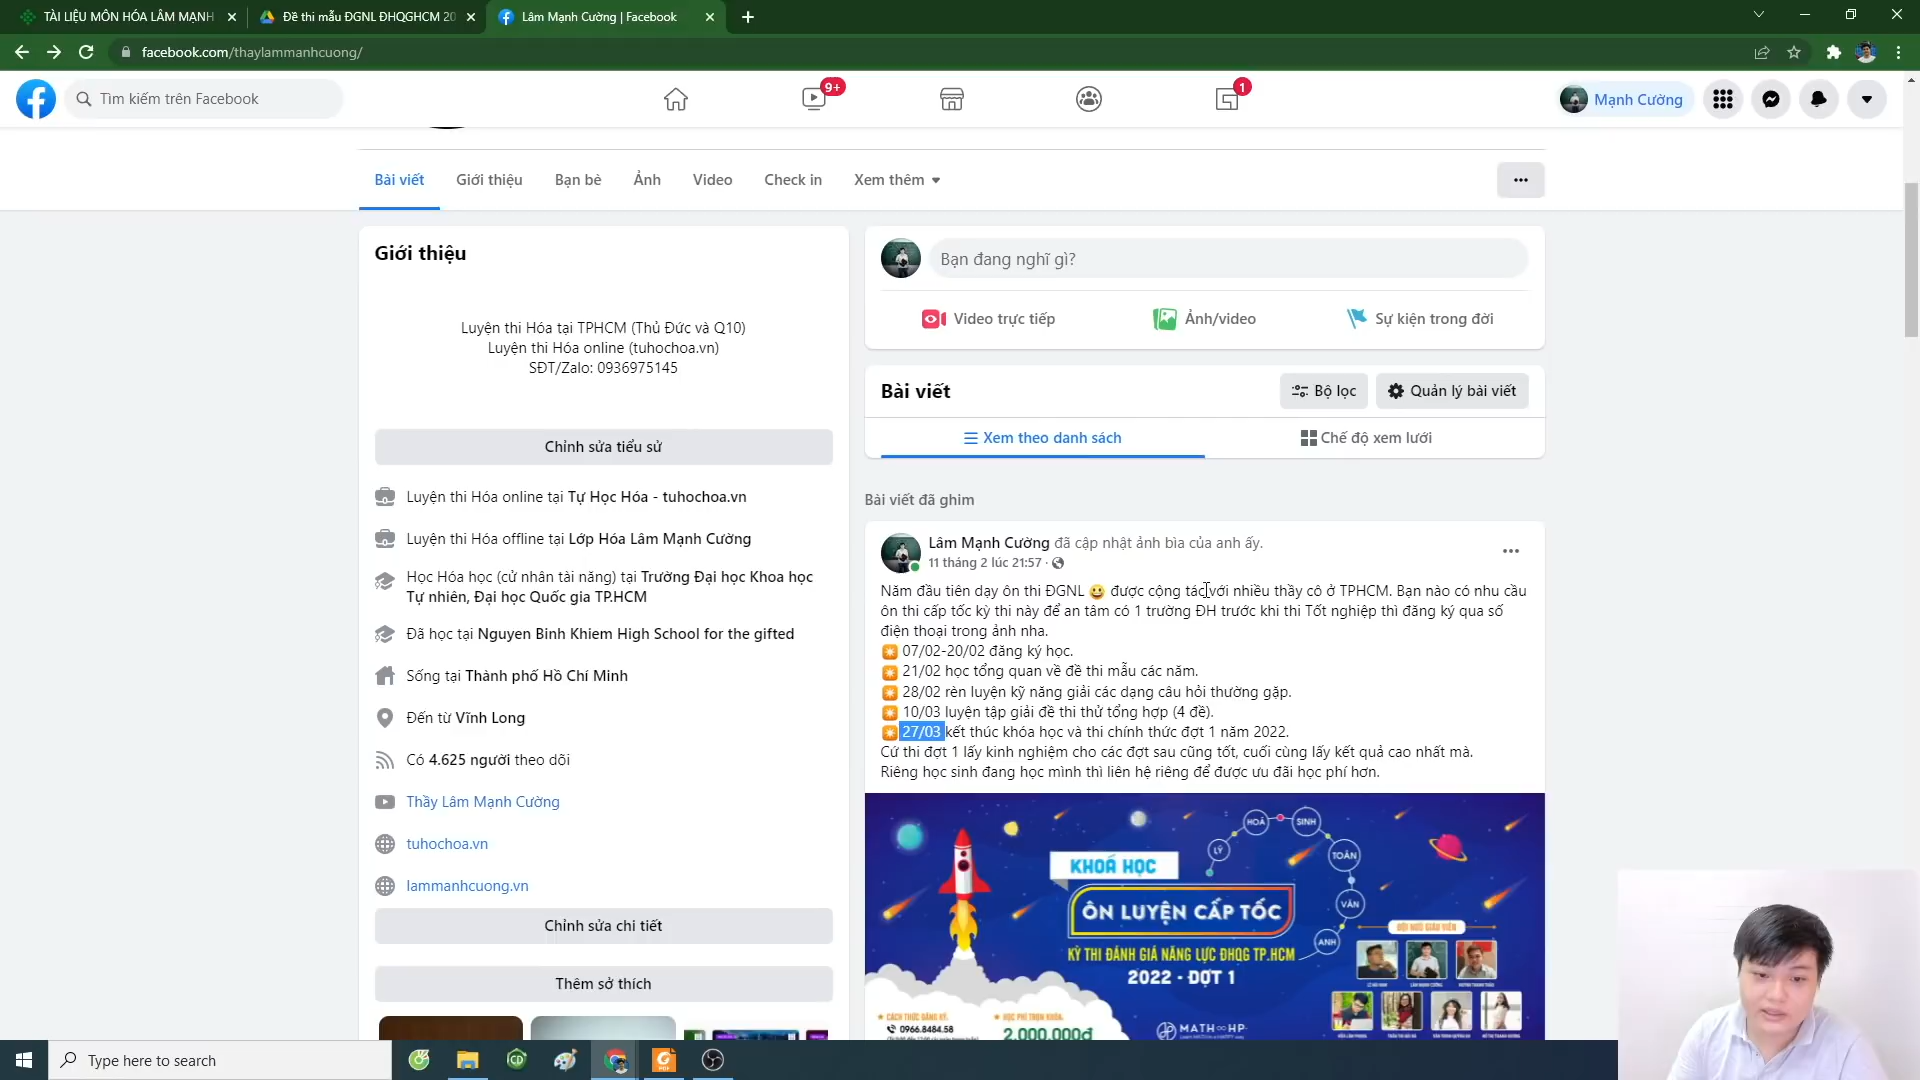 TÀI LIỆU MÔN HÓA LÂM MẠNH
Đề thi mẫu ĐGNL ĐHQGHCM 20
Lâm Mạnh Cường | Facebook
facebook.com/thaylammanhcuong/
Tìm kiếm trên Facebook
9+
1
Mạnh Cường
Bài viết
Giới thiệu
Bạn bè
Ảnh
Video
Check in
Xem thêm
Giới thiệu
Luyện thi Hóa tại TPHCM (Thủ Đức và Q10)
Luyện thi Hóa online (tuhochoa.vn)
SĐT/Zalo: 0936975145
Chỉnh sửa tiểu sử
Luyện thi Hóa online tại Tự Học Hóa - tuhochoa.vn
Luyện thi Hóa offline tại Lớp Hóa Lâm Mạnh Cường
Học Hóa học (cử nhân tài năng) tại Trường Đại học Khoa học
Tự nhiên, Đại học Quốc gia TP.HCM
Đã học tại Nguyen Binh Khiem High School for the gifted
Sống tại Thành phố Hồ Chí Minh
Đến từ Vĩnh Long
Có 4.625 người theo dõi
Thầy Lâm Mạnh Cường
tuhochoa.vn
lammanhcuong.vn
Chỉnh sửa chi tiết
Thêm sở thích
Bạn đang nghĩ gì?
Video trực tiếp
Ảnh/video
Sự kiện trong đời
Bài viết
Bộ lọc
Quản lý bài viết
Xem theo danh sách
Chế độ xem lưới
Bài viết đã ghim
Lâm Mạnh Cường đã cập nhật ảnh bìa của anh ấy.
11 tháng 2 lúc 21:57 ·
Năm đầu tiên dạy ôn thi ĐGNL 😀 được cộng tác với nhiều thầy cô ở TPHCM. Bạn nào có nhu cầu
ôn thi cấp tốc kỳ thi này để an tâm có 1 trường ĐH trước khi thi Tốt nghiệp thì đăng ký qua số
điện thoại trong ảnh nha.
07/02-20/02 đăng ký học.
21/02 học tổng quan về đề thi mẫu các năm.
28/02 rèn luyện kỹ năng giải các dạng câu hỏi thường gặp.
10/03 luyện tập giải đề thi thử tổng hợp (4 đề).
27/03 kết thúc khóa học và thi chính thức đợt 1 năm 2022.
Cứ thi đợt 1 lấy kinh nghiệm cho các đợt sau cũng tốt, cuối cùng lấy kết quả cao nhất mà.
Riêng học sinh đang học mình thì liên hệ riêng để được ưu đãi học phí hơn.
HOÁ
SINH
LÝ
TOÁN
VĂN
ANH
KHOÁ HỌC
ÔN LUYỆN CẤP TỐC
KỲ THI ĐÁNH GIÁ NĂNG LỰC ĐHQG TP.HCM
2022 - ĐỢT 1
ĐỘI NGŨ GIÁO VIÊN
LÂM MẠNH CƯỜNG
CÁCH THỨC ĐĂNG KÝ:
0966.8484.58
HỌC PHÍ TRỌN KHÓA:
2.000.000đ
MATH∞HP
Type here to search